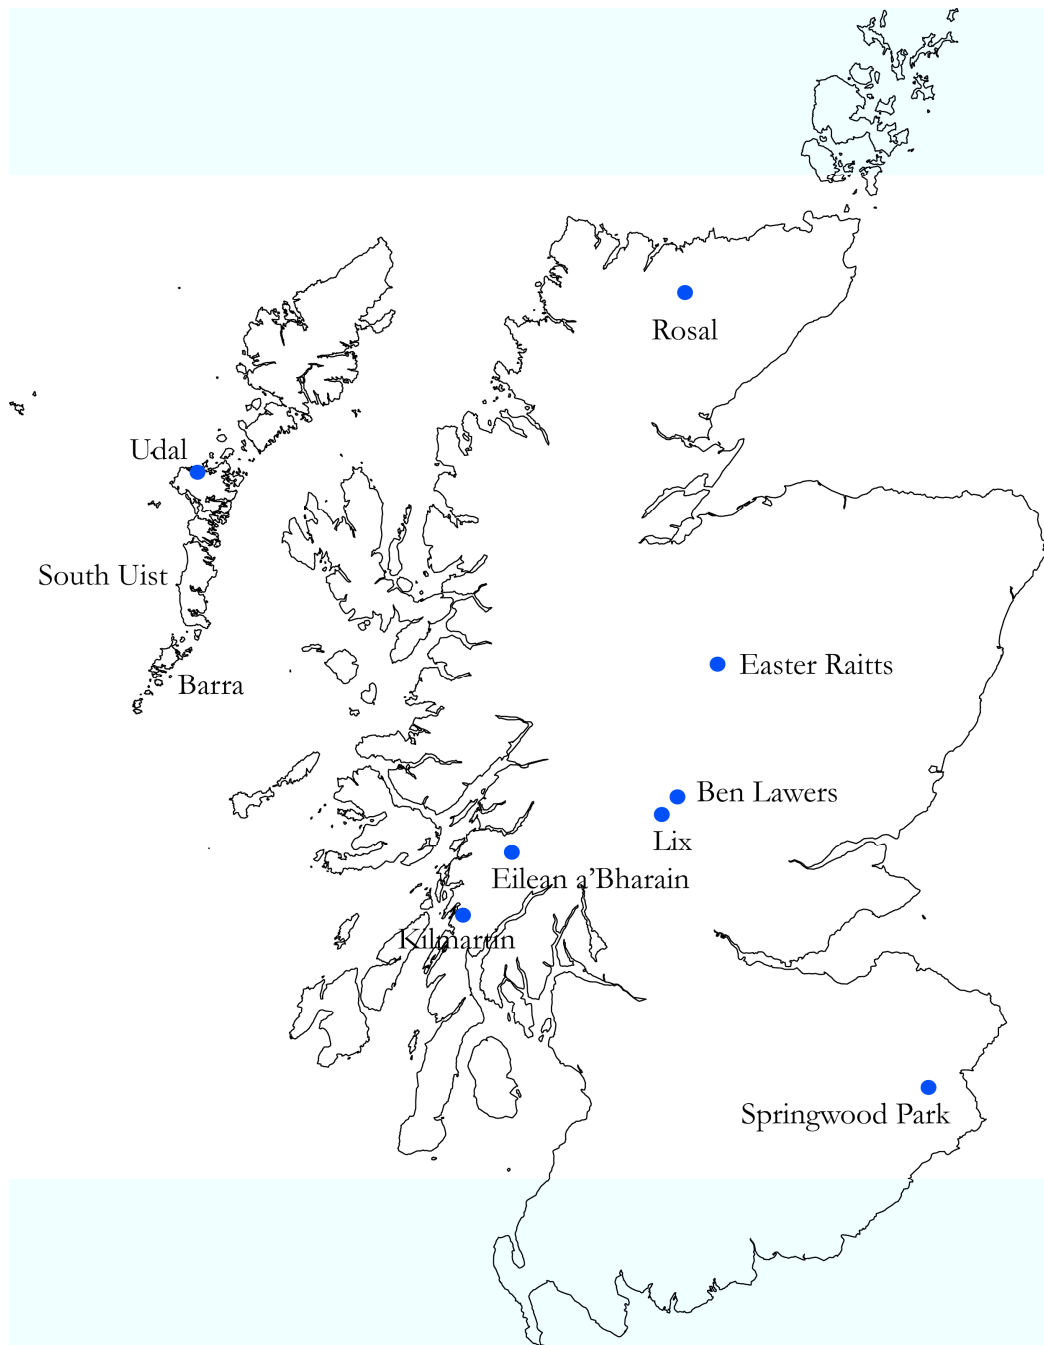 Rosal
Udal
South Uist
Easter Raitts
Barra
Ben Lawers
Lix
Eilean a’Bharain
Kilmartin
Springwood Park